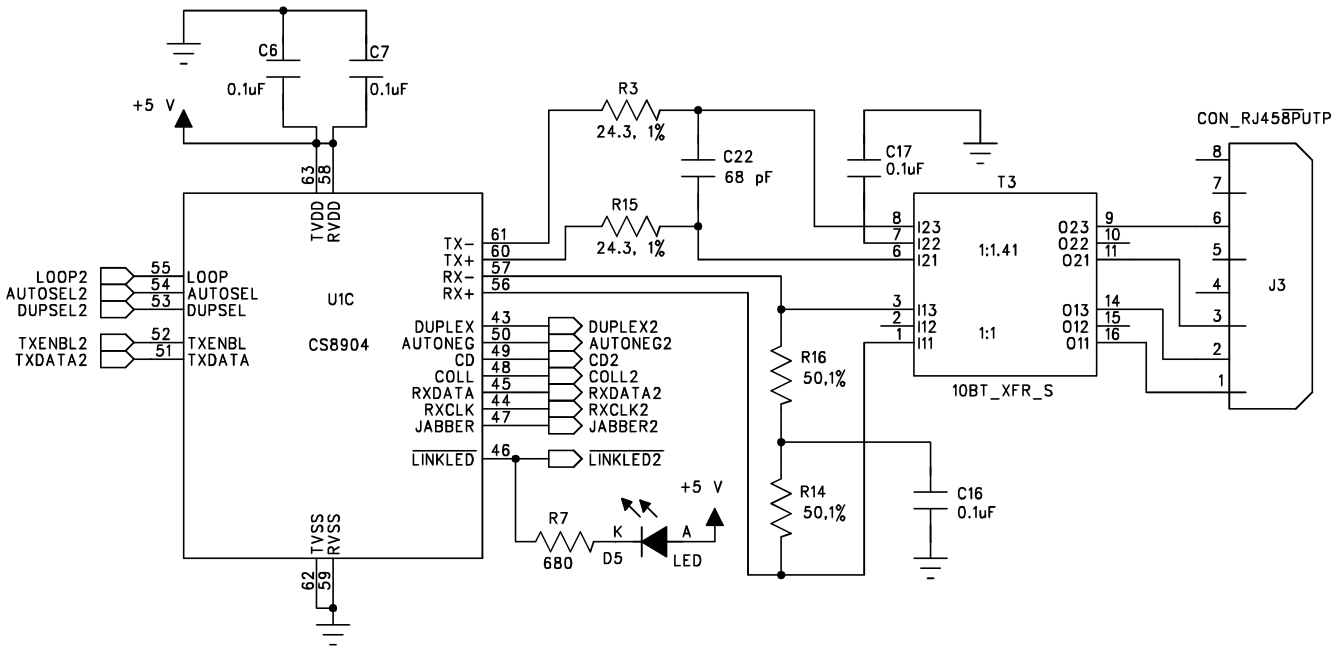 C6
0.1uF
C7
0.1uF
+5 V
63
58
TVDD
RVDD
R3
24.3, 1%
C22
68 pF
R15
24.3, 1%
C17
0.1uF
CON_RJ458PUTP
T3
8
7
6
5
4
3
2
1
J3
8 I23
7 I22
6 I21
3 I13
2 I12
1 I11
1:1.41
1:1
O23 9
O22 10
O21 11
O13 14
O12 15
O11 16
10BT_XFR_S
TX- 61
TX+ 60
RX- 57
RX+ 56
LOOP2 55 LOOP
AUTOSEL2 54 AUTOSEL
DUPSEL2 53 DUPSEL
TXENBL2 52 TXENBL
TXDATA2 51 TXDATA
U1C
CS8904
DUPLEX 43 DUPLEX2
AUTONEG 50 AUTONEG2
CD 49 CD2
COLL 48 COLL2
RXDATA 45 RXDATA2
RXCLK 44 RXCLK2
JABBER 47 JABBER2
LINKLED 46 LINKLED2
R16
50,1%
R14
50,1%
C16
0.1uF
+5 V
R7
680
K
A
D5
LED
TVSS
RVSS
62
59